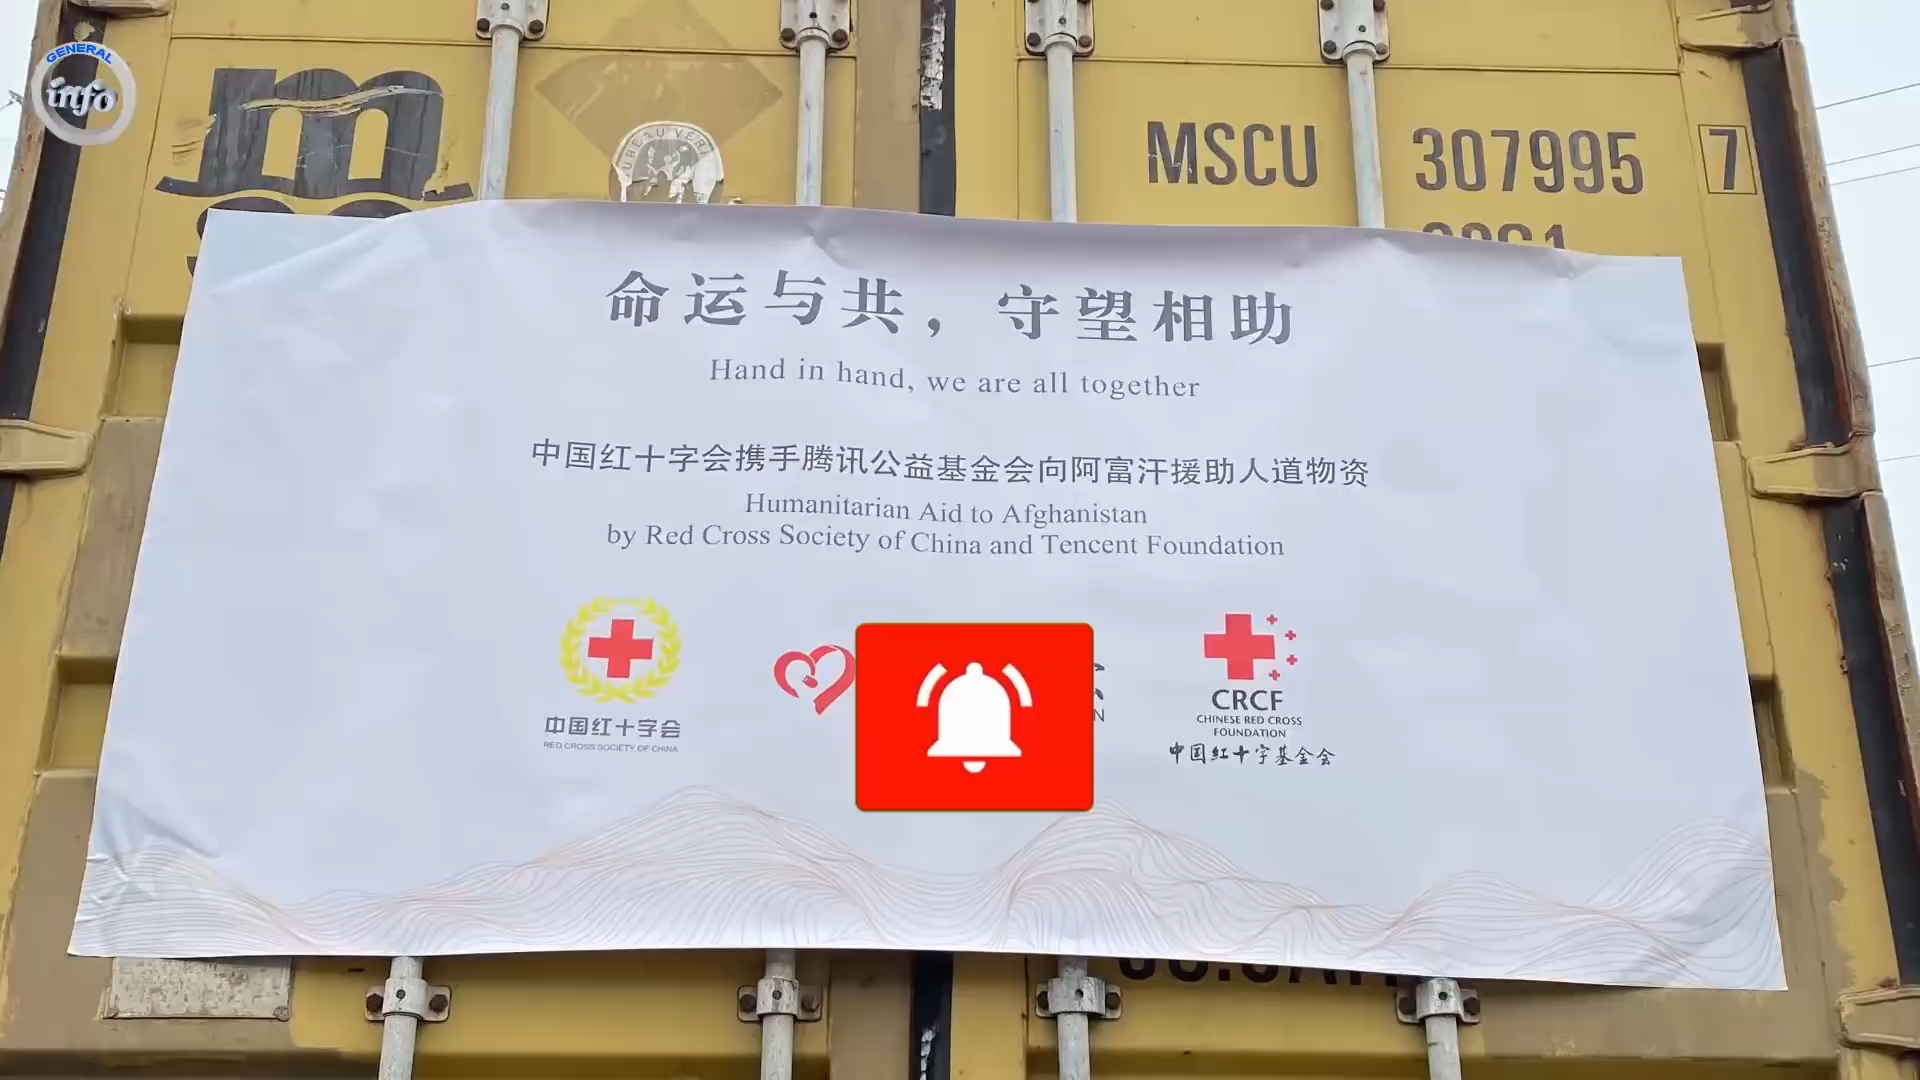 GENERAL
info
m
BUREAU VERI
MSCU 307995 7
命运与共，守望相助
Hand in hand, we are all together
中国红十字会携手腾讯公益基金会向阿富汗援助人道物资
Humanitarian Aid to Afghanistan
by Red Cross Society of China and Tencent Foundation
中国红十字会
RED CROSS SOCIETY OF CHINA
CRCF
CHINESE RED CROSS
FOUNDATION
中国红十字基金会